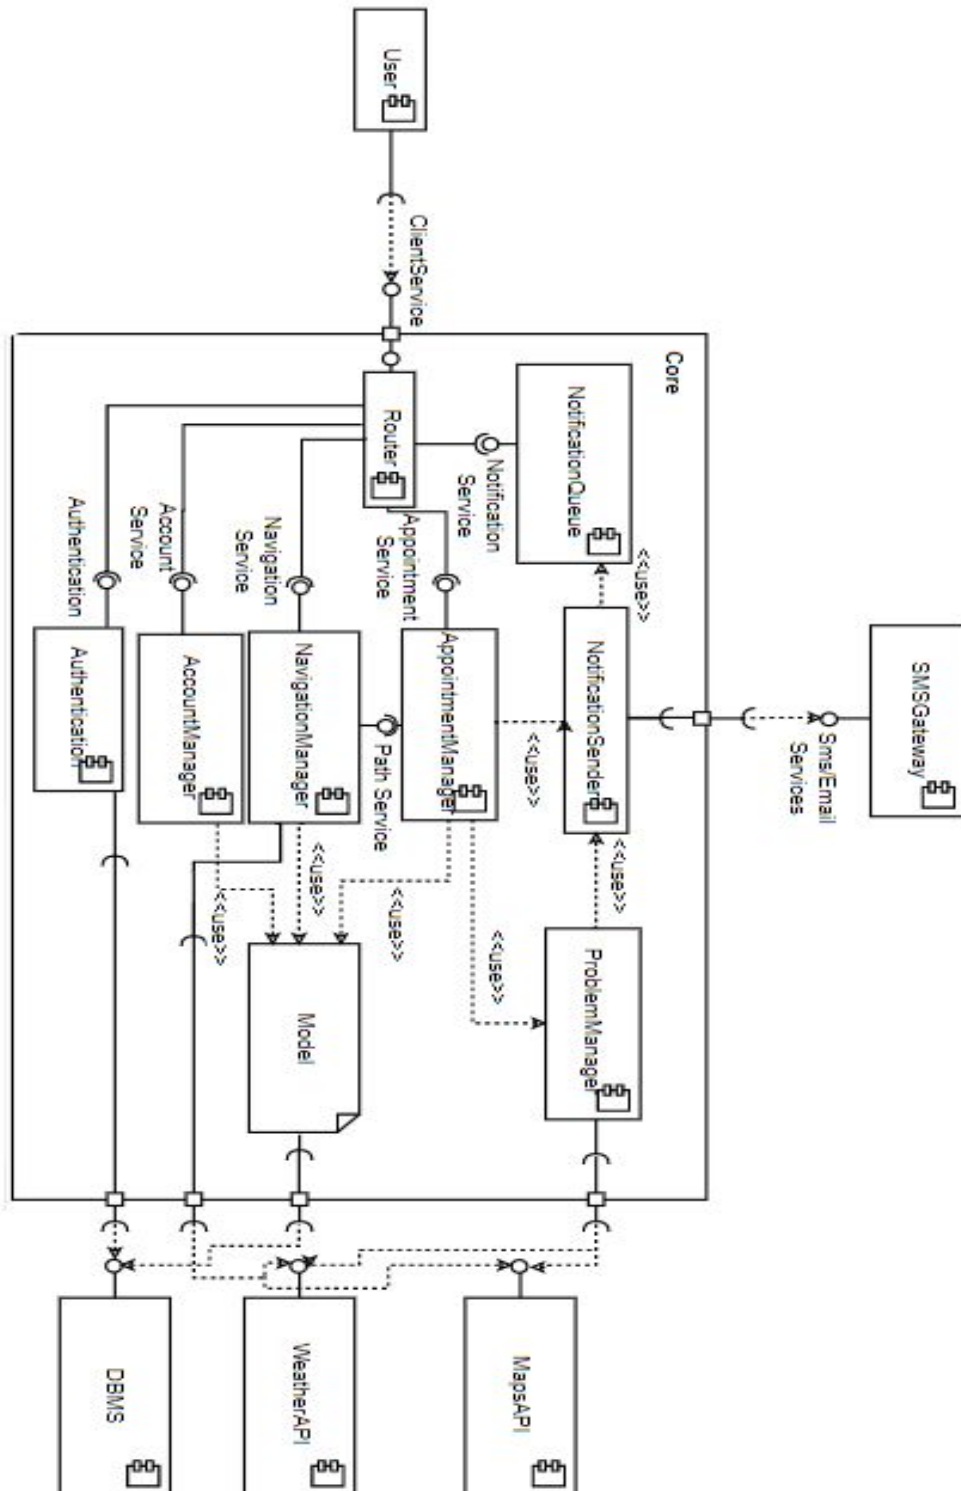 SMSGateway
Sms/Email
Services
Core
NotificationQueue
<<use>>
NotificationSender
<<use>>
ProblemManager
Notification
Service
<<use>>
<<use>>
MapsAPI
User
ClientService
Router
Appointment
Service
AppointmentManager
<<use>>
Path Service
Navigation
Service
NavigationManager
<<use>>
Model
WeatherAPI
Account
Service
AccountManager
<<use>>
Authentication
Authentication
DBMS